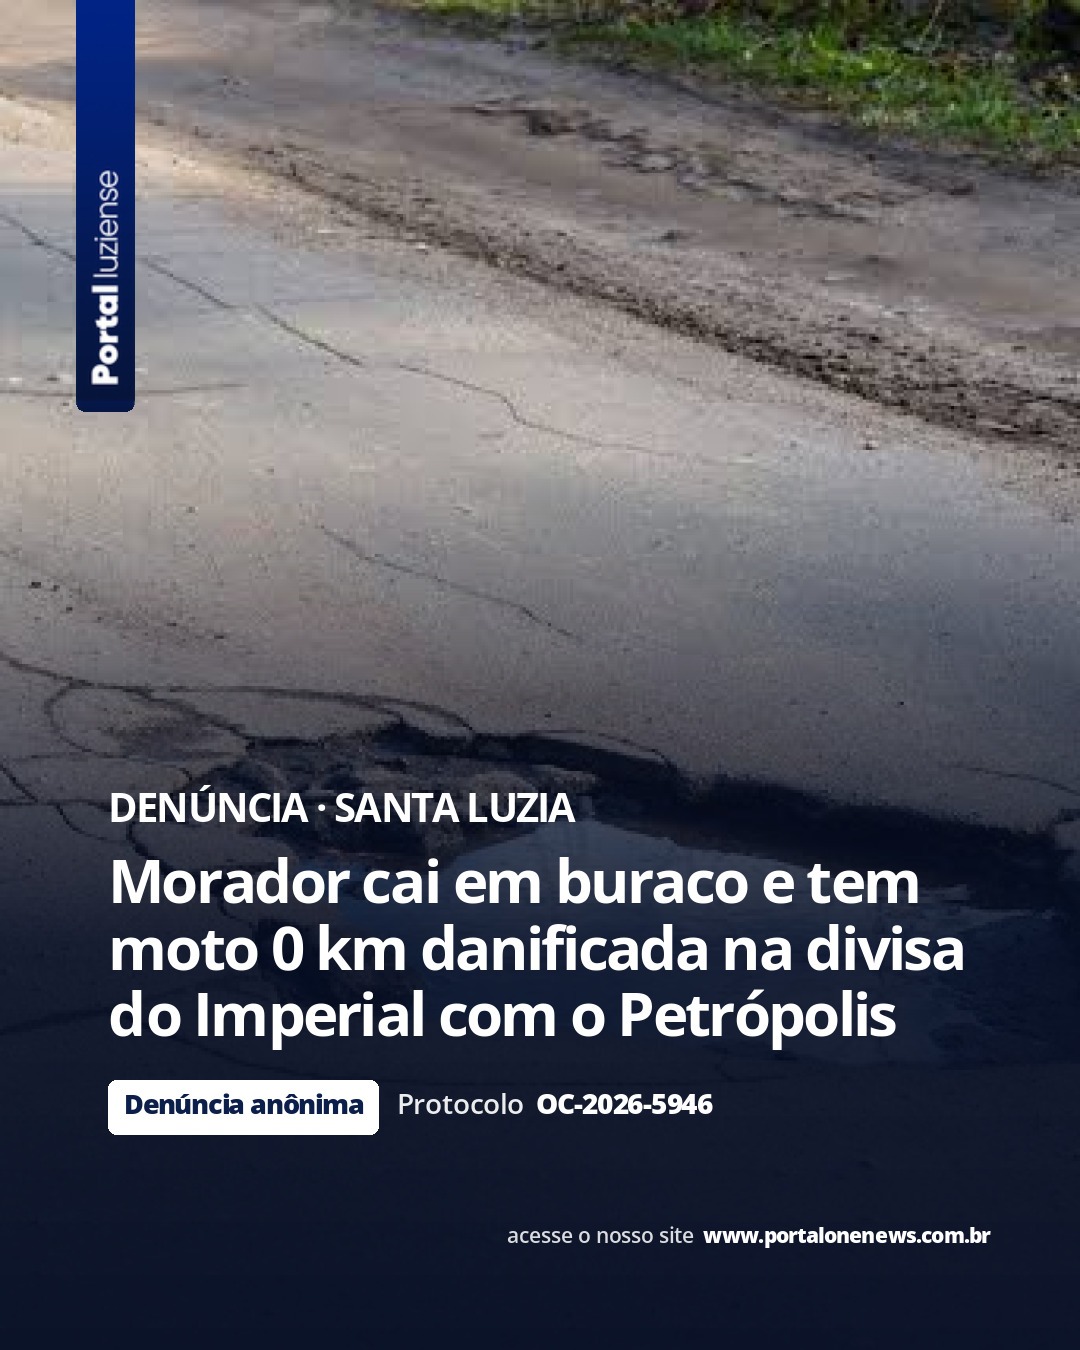 Portal luziense
DENÚNCIA · SANTA LUZIA
Morador cai em buraco e tem
moto 0 km danificada na divisa
do Imperial com o Petrópolis
Denúncia anônima Protocolo OC-2026-5946
acesse o nosso site www.portalonenews.com.br